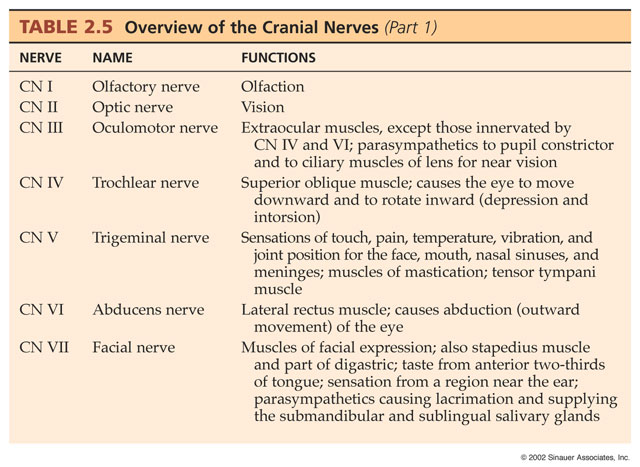 TABLE 2.5 Overview of the Cranial Nerves (Part 1)
NERVE NAME FUNCTIONS
CN I Olfactory nerve Olfaction
CN II Optic nerve Vision
CN III Oculomotor nerve Extraocular muscles, except those innervated by
CN IV and VI; parasympathetics to pupil constrictor
and to ciliary muscles of lens for near vision
CN IV Trochlear nerve Superior oblique muscle; causes the eye to move
downward and to rotate inward (depression and
intorsion)
CN V Trigeminal nerve Sensations of touch, pain, temperature, vibration, and
joint position for the face, mouth, nasal sinuses, and
meninges; muscles of mastication; tensor tympani
muscle
CN VI Abducens nerve Lateral rectus muscle; causes abduction (outward
movement) of the eye
CN VII Facial nerve Muscles of facial expression; also stapedius muscle
and part of digastric; taste from anterior two-thirds
of tongue; sensation from a region near the ear;
parasympathetics causing lacrimation and supplying
the submandibular and sublingual salivary glands
© 2002 Sinauer Associates, Inc.